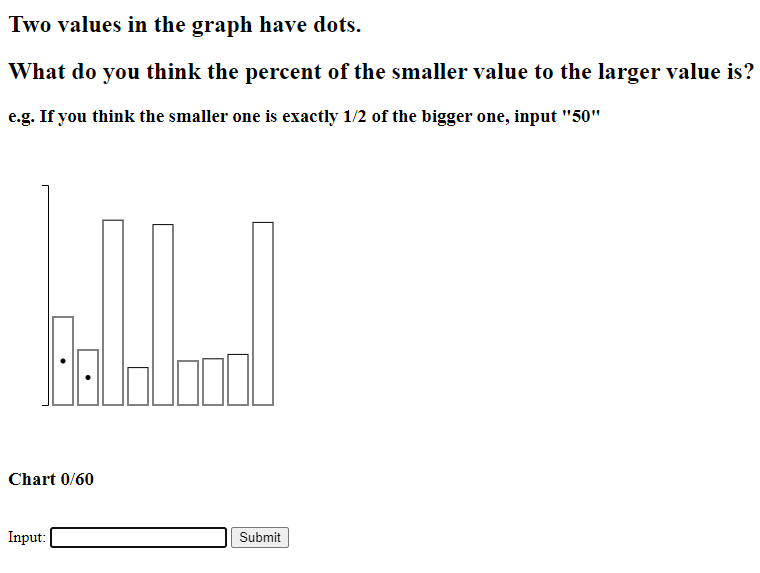 Two values in the graph have dots.
What do you think the percent of the smaller value to the larger value is?
e.g. If you think the smaller one is exactly 1/2 of the bigger one, input "50"
Chart 0/60
Input:
Submit